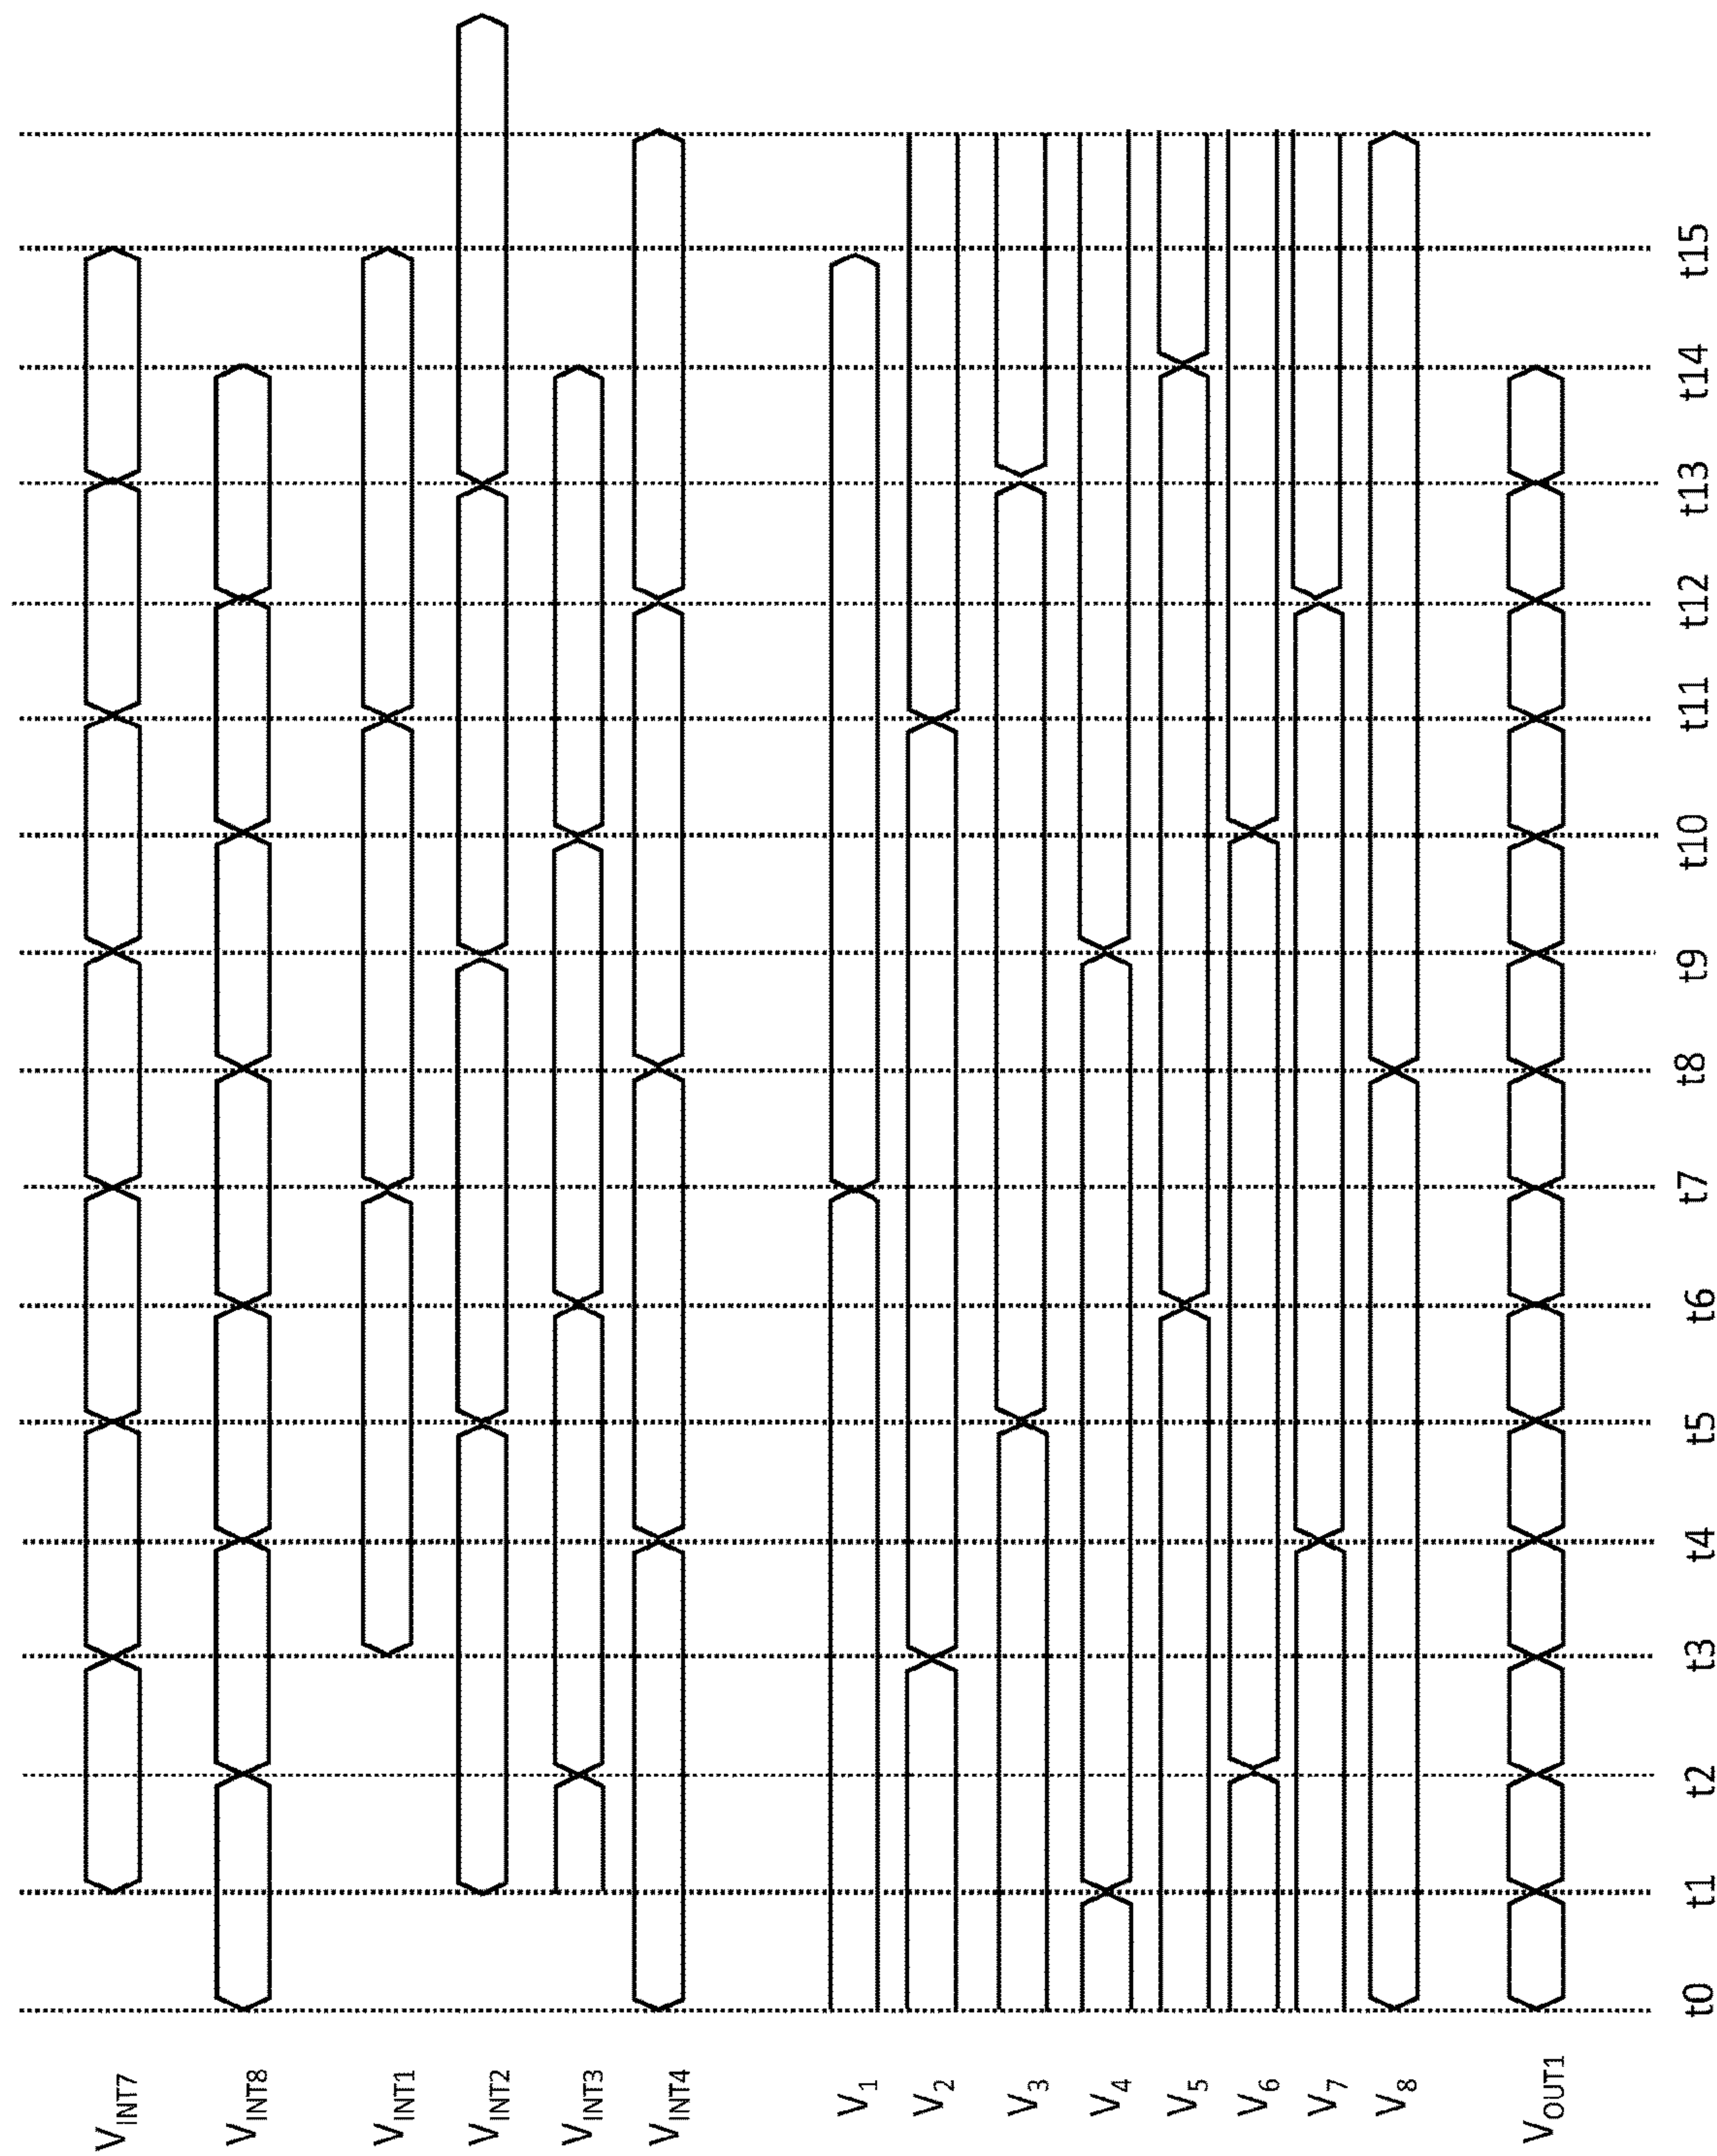 VINT7
VINT8
VINT1
VINT2
VINT3
VINT4
V1
V2
V3
V4
V5
V6
V7
V8
VOUT1
t0 t1 t2 t3 t4 t5 t6 t7 t8 t9 t10 t11 t12 t13 t14 t15